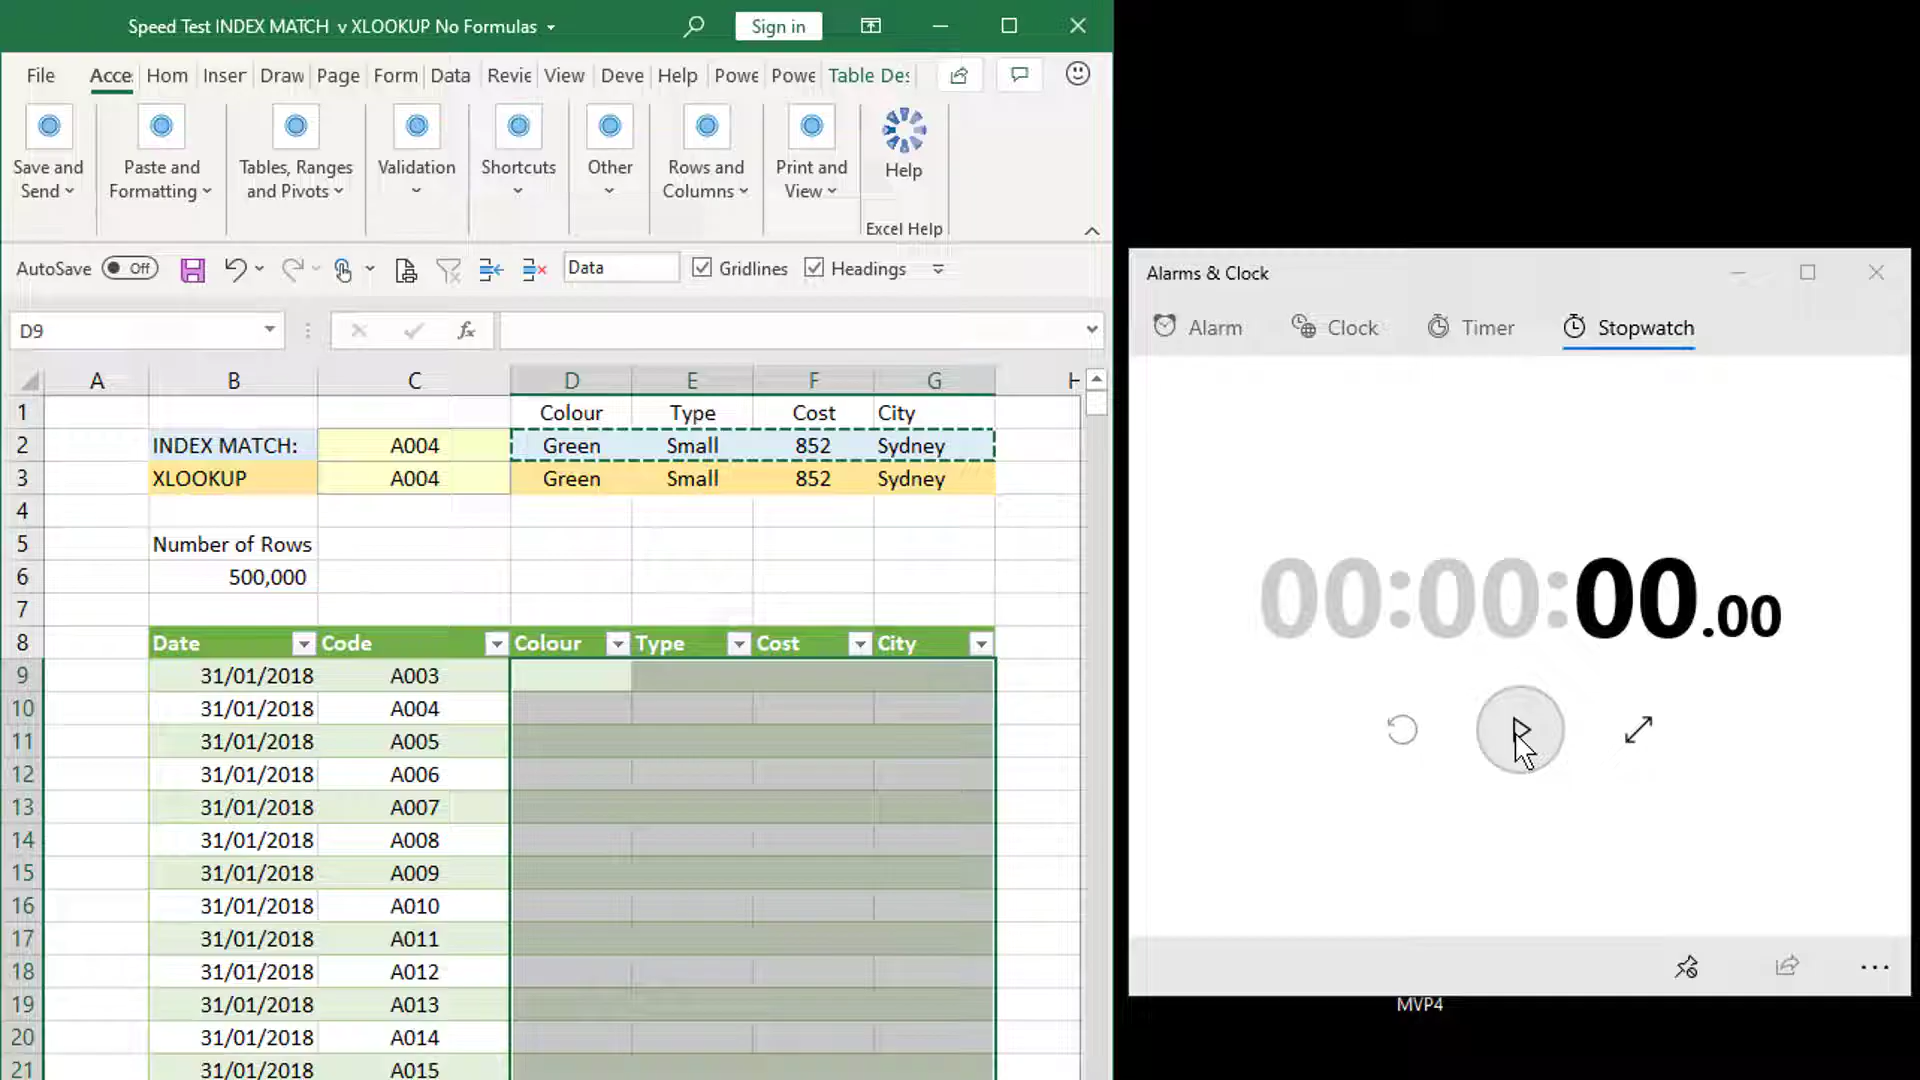 Speed Test INDEX MATCH v XLOOKUP No Formulas
Sign in
File Acce Hom Inser Draw Page Form Data Revie View Deve Help Powe Powe Table Des
Save and Send
Paste and Formatting
Tables, Ranges and Pivots
Validation
Shortcuts
Other
Rows and Columns
Print and View
Help
Excel Help
AutoSave Off Data Gridlines Headings
D9 fx
A B C D E F G H
1 Colour Type Cost City
2 INDEX MATCH: A004 Green Small 852 Sydney
3 XLOOKUP A004 Green Small 852 Sydney
4
5 Number of Rows
6 500,000
7
8 Date Code Colour Type Cost City
9 31/01/2018 A003
10 31/01/2018 A004
11 31/01/2018 A005
12 31/01/2018 A006
13 31/01/2018 A007
14 31/01/2018 A008
15 31/01/2018 A009
16 31/01/2018 A010
17 31/01/2018 A011
18 31/01/2018 A012
19 31/01/2018 A013
20 31/01/2018 A014
21 31/01/2018 A015
Alarms & Clock
Alarm Clock Timer Stopwatch
00:00:00.00
MVP4